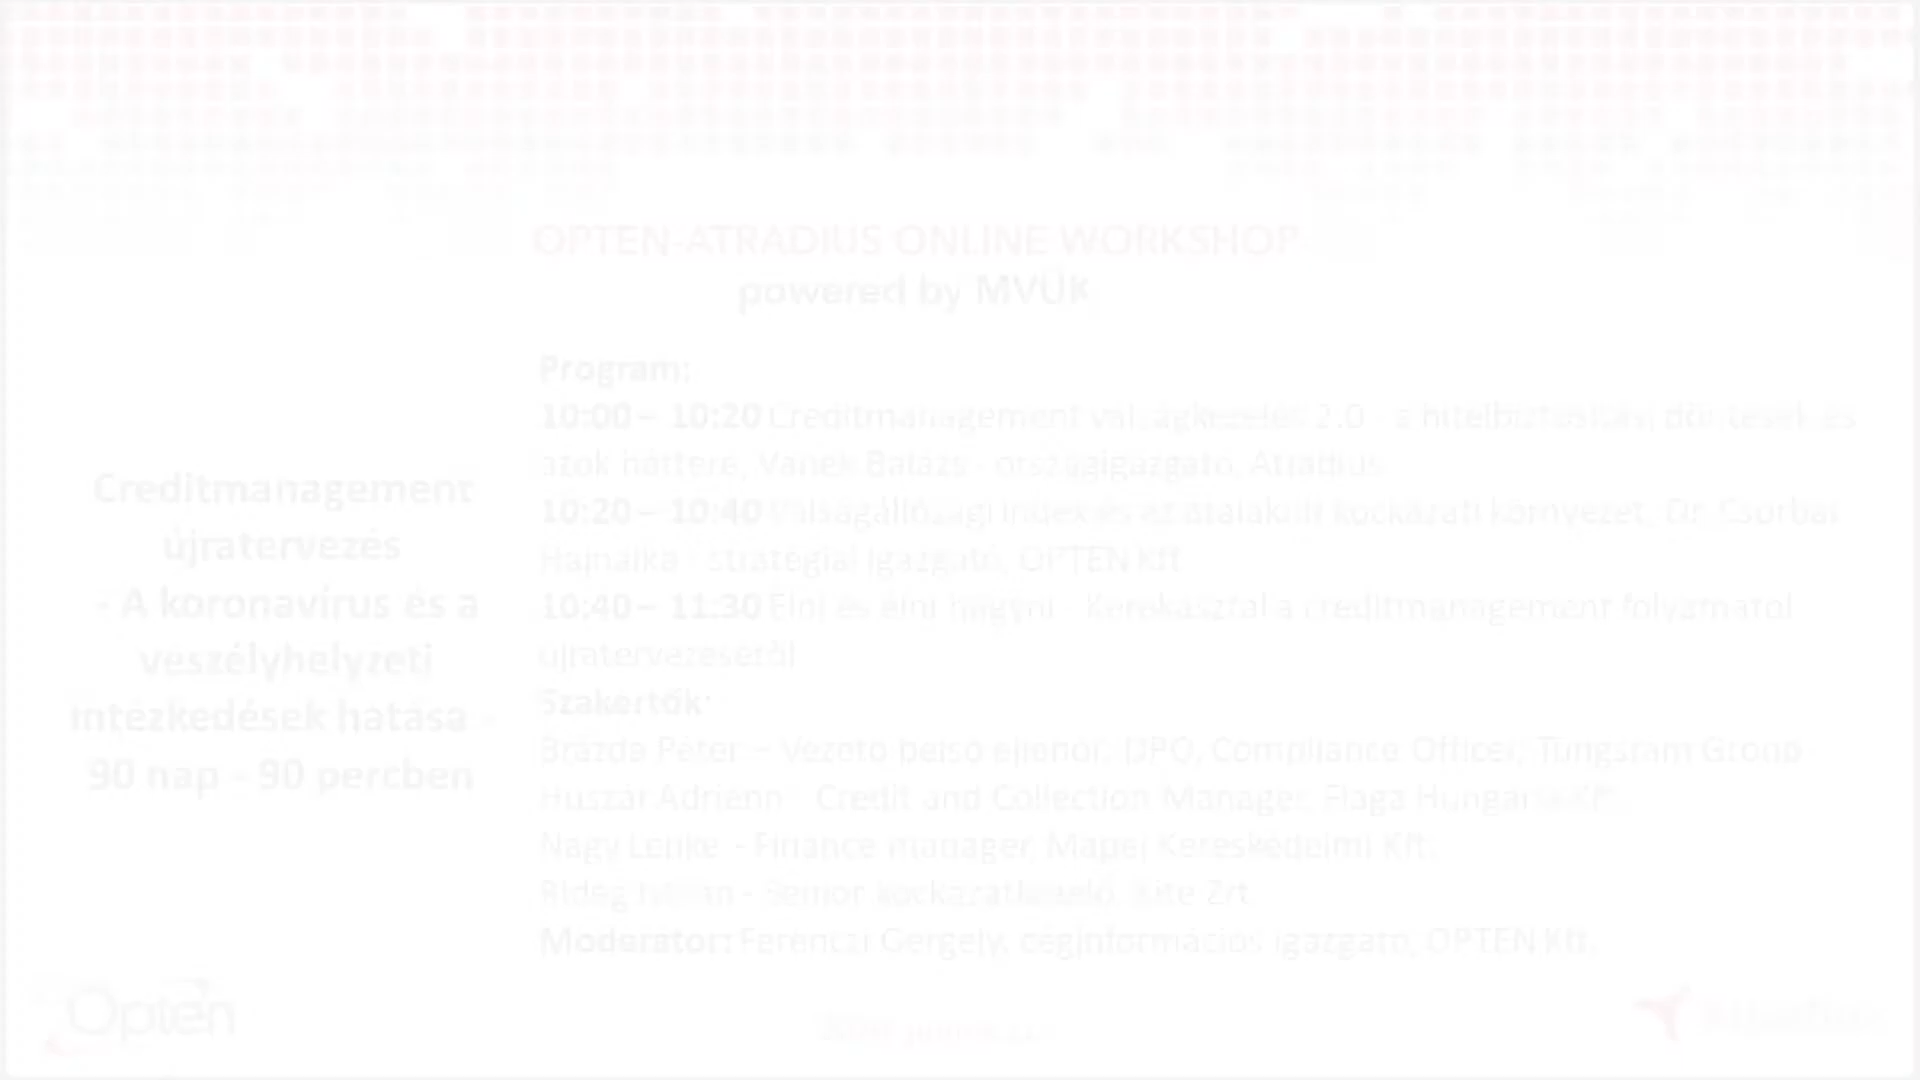 OPTEN-ATRADIUS ONLINE WORKSHOP
powered by MVÜK
Creditmanagement
újratervezés
- A koronavírus és a
veszélyhelyzeti
intézkedések hatása -
90 nap - 90 percben
Program:
10:00 – 10:20 Creditmanagement válságkezelés 2.0 - a hitelbiztosítási döntések és
azok háttere, Vanek Balázs - országigazgató, Atradius
10:20 – 10:40 Válságállósági index és az átalakult kockázati környezet, Dr. Csorbai
Hajnalka - stratégiai igazgató, OPTEN Kft
10:40 – 11:30 Élni és élni hagyni - Kerekasztal a creditmanagement folyamatok
újratervezéséről
Szakértők:
Brazda Péter – Vezető belső ellenőr, DPO, Compliance Officer, Tungsram Group
Huszár Adrienn - Credit and Collection Manager, Flaga Hungaria Kft.
Nagy Lenke - Finance manager, Mapei Kereskedelmi Kft.
Rideg István - Senior kockázatkezelő, Kite Zrt.
Moderátor: Ferenczi Gergely, céginformációs igazgató, OPTEN Kft.
Opten
Atradius